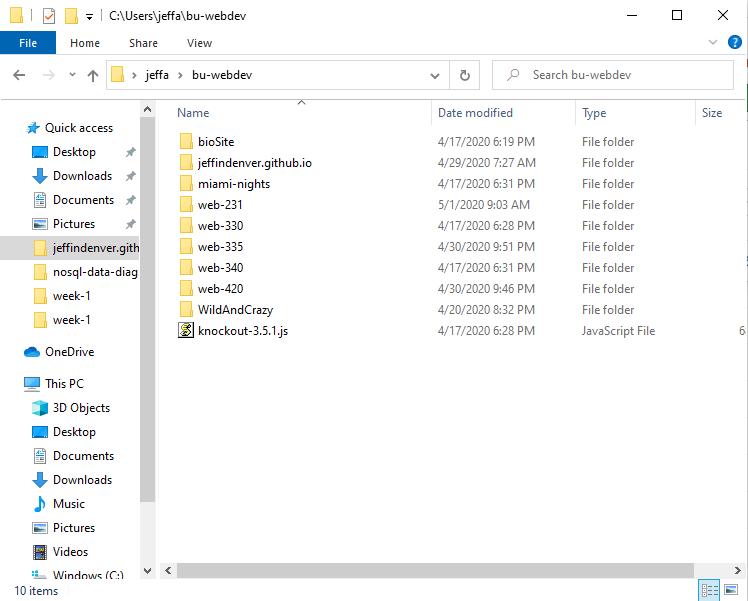 C:\Users\jeffa\bu-webdev
File Home Share View
jeffa bu-webdev Search bu-webdev
Name Date modified Type Size
Quick access
Desktop
Downloads
Documents
Pictures
jeffindenver.gith
nosql-data-diag
week-1
week-1
OneDrive
This PC
3D Objects
Desktop
Documents
Downloads
Music
Pictures
Videos
Windows (C:)
bioSite 4/17/2020 6:19 PM File folder
jeffindenver.github.io 4/29/2020 7:27 AM File folder
miami-nights 4/17/2020 6:31 PM File folder
web-231 5/1/2020 9:03 AM File folder
web-330 4/17/2020 6:28 PM File folder
web-335 4/30/2020 9:51 PM File folder
web-340 4/17/2020 6:31 PM File folder
web-420 4/30/2020 9:46 PM File folder
WildAndCrazy 4/20/2020 8:32 PM File folder
knockout-3.5.1.js 4/17/2020 6:28 PM JavaScript File 6
10 items